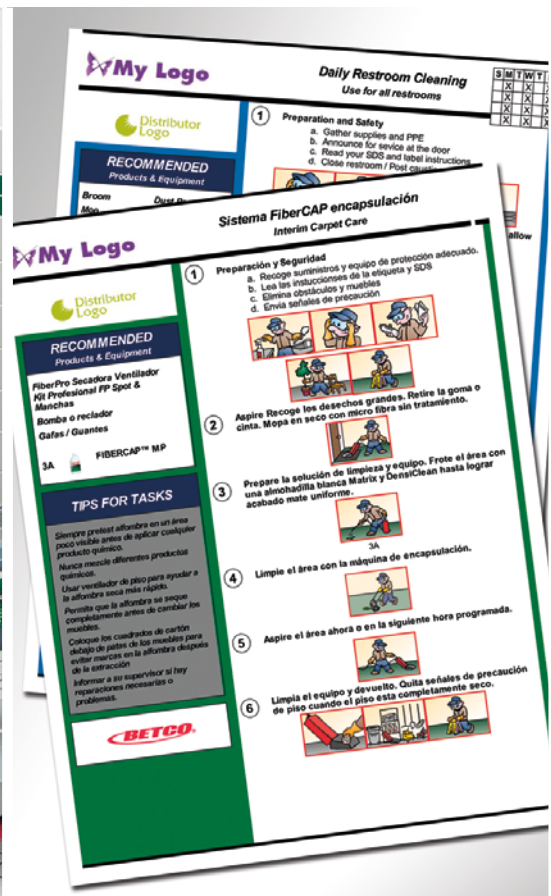 My Logo
Daily Restroom Cleaning
Use for all restrooms
S M T W T
X X
X X
X X
X X
Distributor
Logo
RECOMMENDED
Products & Equipment
Broom
Mop
1
Preparation and Safety
a. Gather supplies and PPE
b. Announce for sevice at the door
c. Read your SDS and label instructions
d. Close restroom / Post
allow
My Logo
Sistema FiberCAP encapsulación
Interim Carpet Care
Distributor
Logo
RECOMMENDED
Products & Equipment
FiberPro Secadora Ventilador
Kit Profesional FP Spot &
Manchas
Bomba o reciador
Gafas / Guantes
3A FIBERCAP™ MP
TIPS FOR TASKS
Siempre pretest alfombra en un área
poco visible antes de aplicar cualquier
producto químico.
Nunca mezcle diferentes productos
químicos.
Usar ventilador de piso para ayudar a
la alfombra seca más rápido.
Permita que la alfombra se seque
completamente antes de cambiar los
muebles.
Coloque los cuadrados de cartón
debajo de patas de los muebles para
evitar marcas en la alfombra después
de la extracción
Informar a su supervisor si hay
reparaciones necesarias o
problemas.
BETCO®
1
Preparación y Seguridad
a. Recoge suministros y equipo de protección adecuado.
b. Lea las instucciones de la etiqueta y SDS
c. Elimina obstáculos y muebles
d. Envia señales de precaución
2
Aspire Recoge los desechos grandes. Retire la goma o
cinta. Mopa en seco con micro fibra sin tratamiento.
3
Prepare la solución de limpieza y equipo. Frote el área con
una almohadilla blanca Matrix y DensiClean hasta lograr
acabado mate uniforme.
3A
4
Limpie el área con la máquina de encapsulación.
5
Aspire el área ahora o en la siguiente hora programada.
6
Limpia el equipo y devuelto. Quita señales de precaución
de piso cuando el piso esta completamente seco.